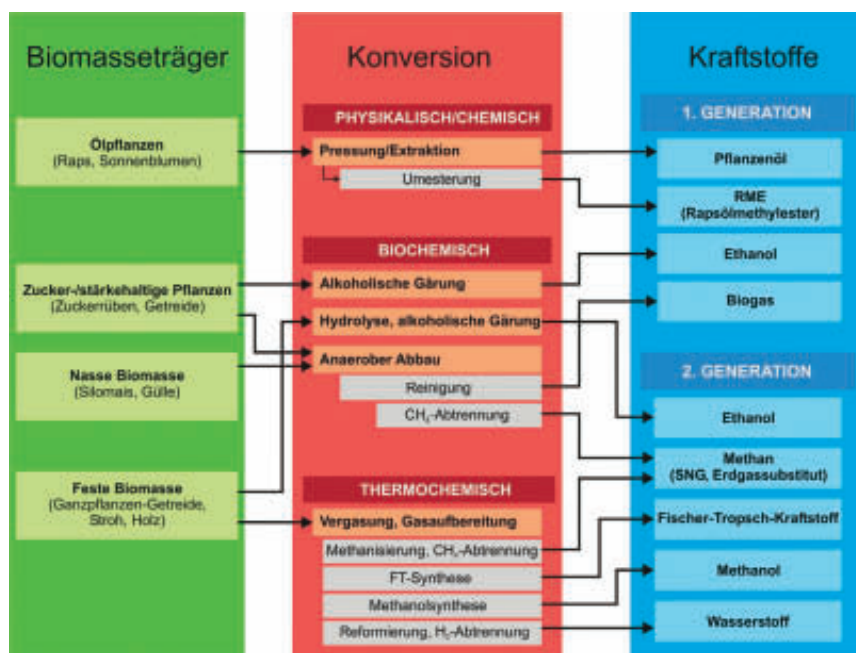 Biomasseträger
Ölpflanzen
(Raps, Sonnenblumen)
Zucker-/stärkehaltige Pflanzen
(Zuckerrüben, Getreide)
Nasse Biomasse
(Silomais, Gülle)
Feste Biomasse
(Ganzpflanzen-Getreide,
Stroh, Holz)
Konversion
PHYSIKALISCH/CHEMISCH
Pressung/Extraktion
Umesterung
BIOCHEMISCH
Alkoholische Gärung
Hydrolyse, alkoholische Gärung
Anaerober Abbau
Reinigung
CH₄-Abtrennung
THERMOCHEMISCH
Vergasung, Gasaufbereitung
Methanisierung, CH₄-Abtrennung
FT-Synthese
Methanolsynthese
Reformierung, H₂-Abtrennung
Kraftstoffe
1. GENERATION
Pflanzenöl
RME
(Rapsölmethylester)
Ethanol
Biogas
2. GENERATION
Ethanol
Methan
(SNG, Erdgassubstitut)
Fischer-Tropsch-Kraftstoff
Methanol
Wasserstoff